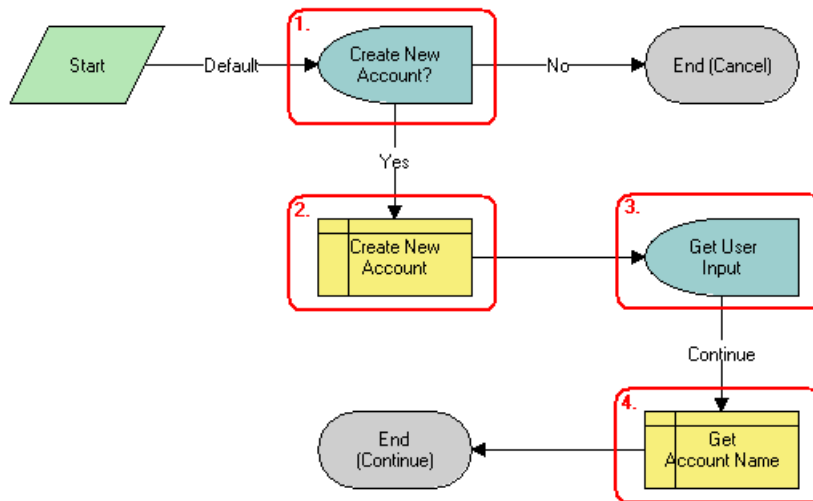 1.
Start
Default
Create New
Account?
No
End (Cancel)
Yes
2.
Create New
Account
3.
Get User
Input
Continue
4.
Get
Account Name
End
(Continue)